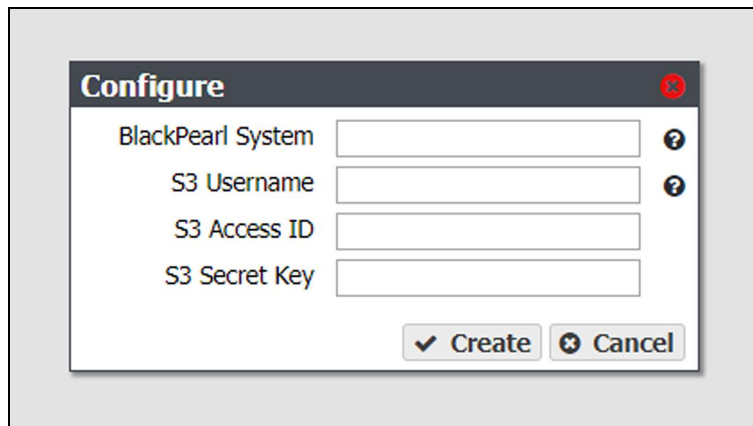 Configure
BlackPearl System
S3 Username
S3 Access ID
S3 Secret Key
Create Cancel